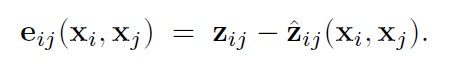 e_{ij}(x_i, x_j) = z_{ij} − ẑ_{ij}(x_i, x_j).